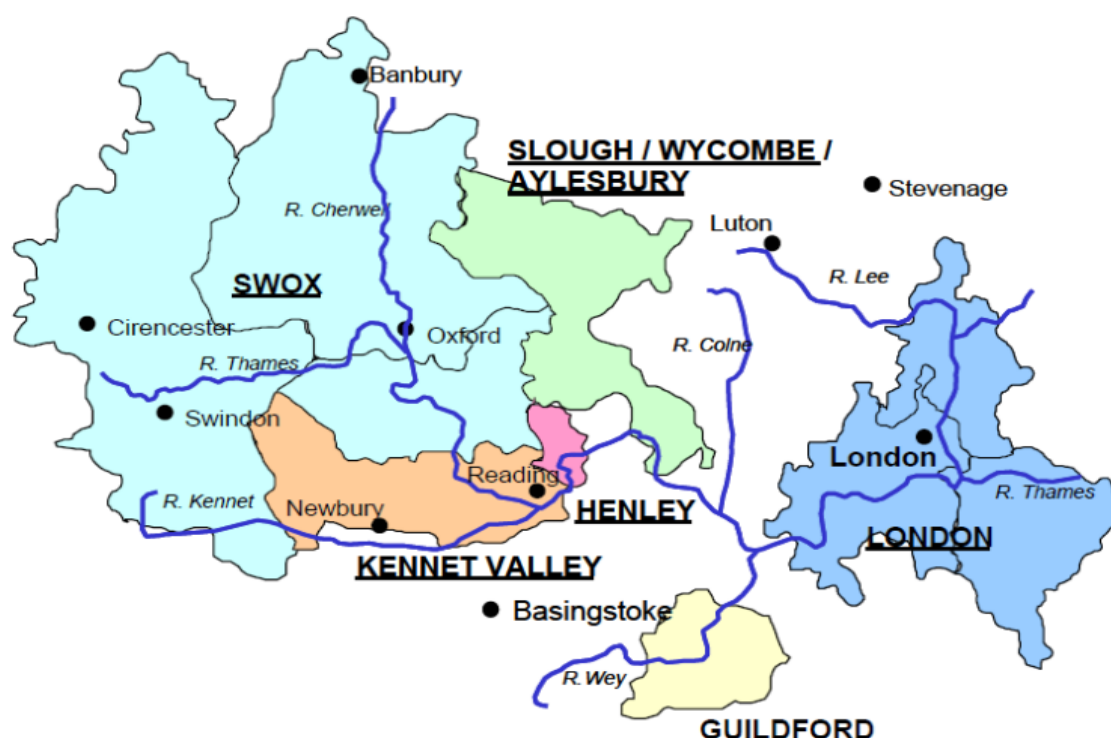 Banbury
SLOUGH / WYCOMBE /
AYLESBURY
Stevenage
R. Cherwell
Luton
R. Lee
SWOX
Cirencester
Oxford
R. Colne
R. Thames
Swindon
London
Reading
R. Thames
R. Kennet
Newbury
HENLEY
LONDON
KENNET VALLEY
Basingstoke
R. Wey
GUILDFORD